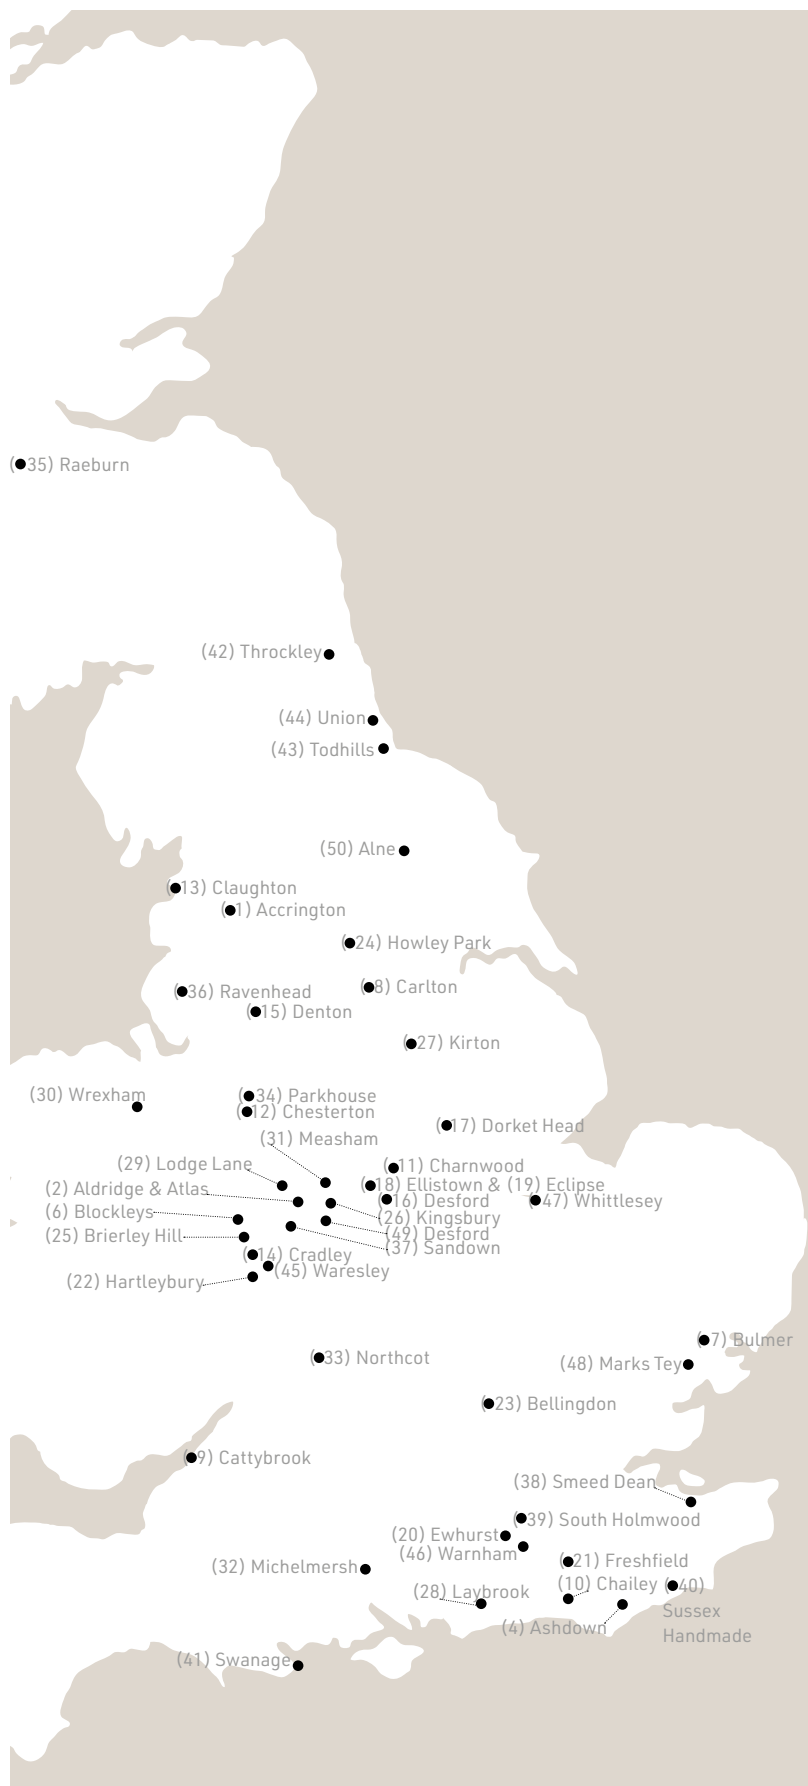 (35) Raeburn
(42) Throckley
(44) Union
(43) Todhills
(50) Alne
(13) Claughton
(1) Accrington
(24) Howley Park
(8) Carlton
(36) Ravenhead
(15) Denton
(27) Kirton
(30) Wrexham
(34) Parkhouse
(12) Chesterton
(17) Dorket Head
(31) Measham
(29) Lodge Lane
(11) Charnwood
(18) Ellistown & (19) Eclipse
(2) Aldridge & Atlas
(16) Desford
(47) Whittlesey
(6) Blockleys
(26) Kingsbury
(25) Brierley Hill
(49) Desford
(37) Sandown
(14) Cradley
(45) Waresley
(22) Hartleybury
(7) Bulmer
(33) Northcot
(48) Marks Tey
(23) Bellingdon
(9) Cattybrook
(38) Smeed Dean
(39) South Holmwood
(20) Ewhurst
(46) Warnham
(21) Freshfield
(32) Michelmersh
(10) Chailey
(40)
Sussex
Handmade
(28) Laybrook
(4) Ashdown
(41) Swanage